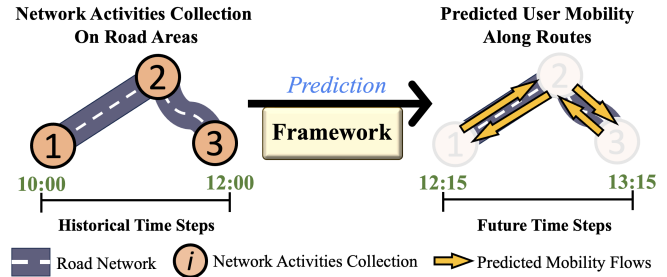 Network Activities Collection
On Road Areas
Predicted User Mobility
Along Routes
Prediction
Framework
1
2
3
1
2
3
10:00
12:00
12:15
13:15
Historical Time Steps
Future Time Steps
Road Network
i
Network Activities Collection
Predicted Mobility Flows